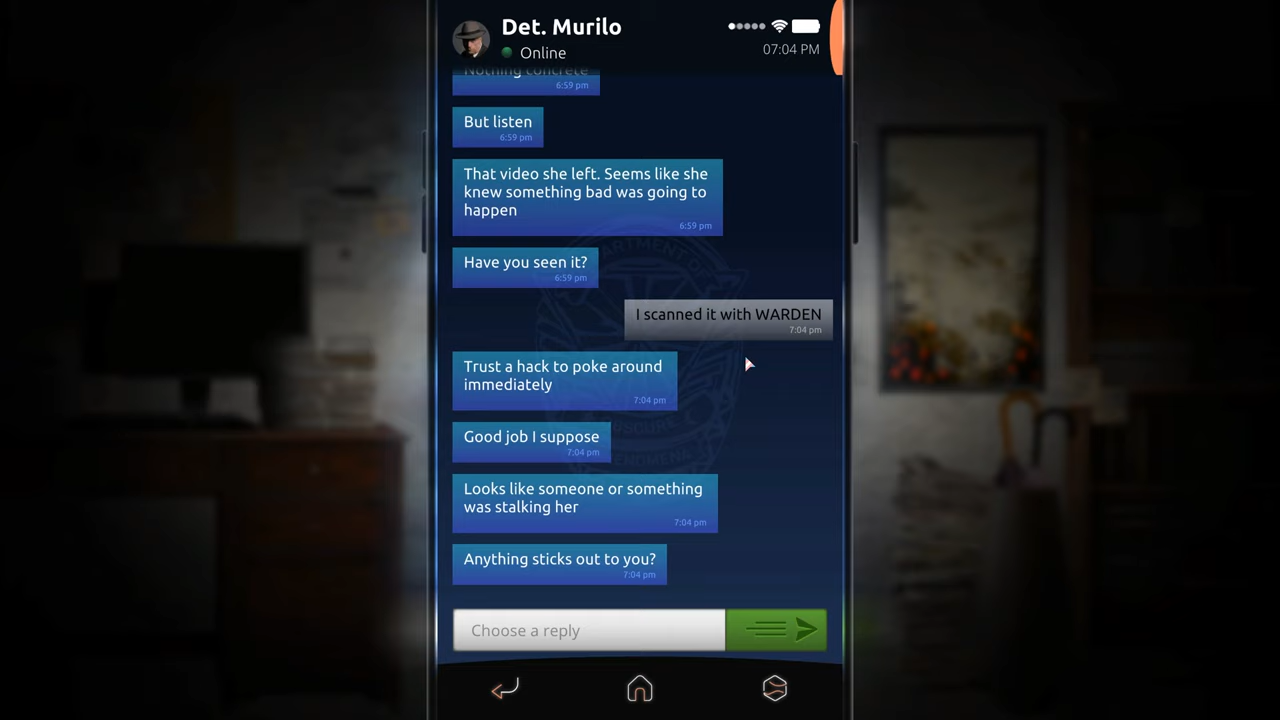 Det. Murilo
Online
07:04 PM
Nothing concrete
6:59 pm
But listen
6:59 pm
That video she left. Seems like she
knew something bad was going to
happen
6:59 pm
Have you seen it?
6:59 pm
I scanned it with WARDEN
7:04 pm
Trust a hack to poke around
immediately
7:04 pm
Good job I suppose
7:04 pm
Looks like someone or something
was stalking her
7:04 pm
Anything sticks out to you?
7:04 pm
Choose a reply